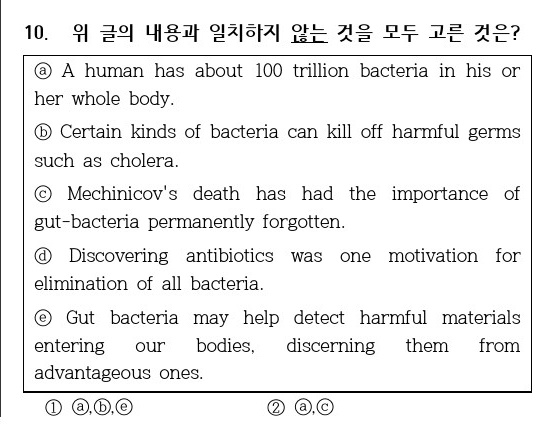 10. 위 글의 내용과 일치하지 않는 것을 모두 고른 것은?
ⓐ A human has about 100 trillion bacteria in his or
her whole body.
ⓑ Certain kinds of bacteria can kill off harmful germs
such as cholera.
ⓒ Mechinicov's death has had the importance of
gut-bacteria permanently forgotten.
ⓓ Discovering antibiotics was one motivation for
elimination of all bacteria.
ⓔ Gut bacteria may help detect harmful materials
entering our bodies, discerning them from
advantageous ones.
① ⓐ,ⓑ,ⓔ ② ⓐ,ⓒ